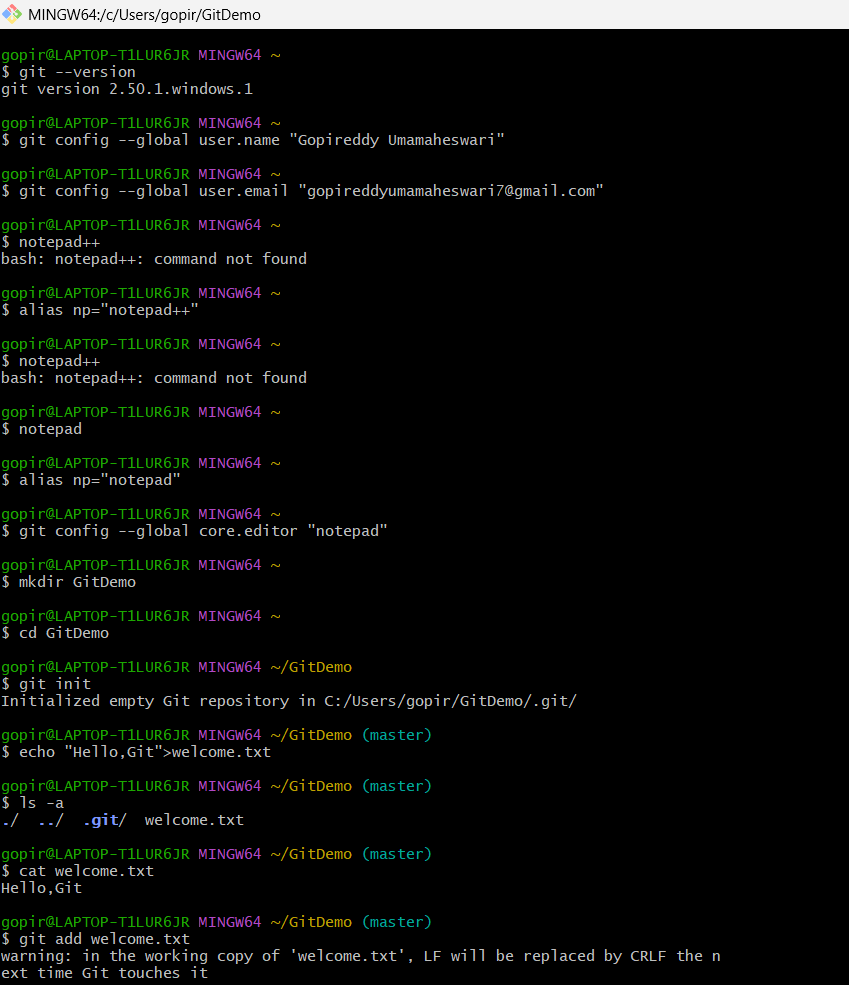 MINGW64:/c/Users/gopir/GitDemo
gopir@LAPTOP-T1LUR6JR MINGW64 ~
$ git --version
git version 2.50.1.windows.1
gopir@LAPTOP-T1LUR6JR MINGW64 ~
$ git config --global user.name "Gopireddy Umamaheswari"
gopir@LAPTOP-T1LUR6JR MINGW64 ~
$ git config --global user.email "gopireddyumamaheswari7@gmail.com"
gopir@LAPTOP-T1LUR6JR MINGW64 ~
$ notepad++
bash: notepad++: command not found
gopir@LAPTOP-T1LUR6JR MINGW64 ~
$ alias np="notepad++"
gopir@LAPTOP-T1LUR6JR MINGW64 ~
$ notepad++
bash: notepad++: command not found
gopir@LAPTOP-T1LUR6JR MINGW64 ~
$ notepad
gopir@LAPTOP-T1LUR6JR MINGW64 ~
$ alias np="notepad"
gopir@LAPTOP-T1LUR6JR MINGW64 ~
$ git config --global core.editor "notepad"
gopir@LAPTOP-T1LUR6JR MINGW64 ~
$ mkdir GitDemo
gopir@LAPTOP-T1LUR6JR MINGW64 ~
$ cd GitDemo
gopir@LAPTOP-T1LUR6JR MINGW64 ~/GitDemo
$ git init
Initialized empty Git repository in C:/Users/gopir/GitDemo/.git/
gopir@LAPTOP-T1LUR6JR MINGW64 ~/GitDemo (master)
$ echo "Hello,Git">welcome.txt
gopir@LAPTOP-T1LUR6JR MINGW64 ~/GitDemo (master)
$ ls -a
./  ../  .git/  welcome.txt
gopir@LAPTOP-T1LUR6JR MINGW64 ~/GitDemo (master)
$ cat welcome.txt
Hello,Git
gopir@LAPTOP-T1LUR6JR MINGW64 ~/GitDemo (master)
$ git add welcome.txt
warning: in the working copy of 'welcome.txt', LF will be replaced by CRLF the n
ext time Git touches it